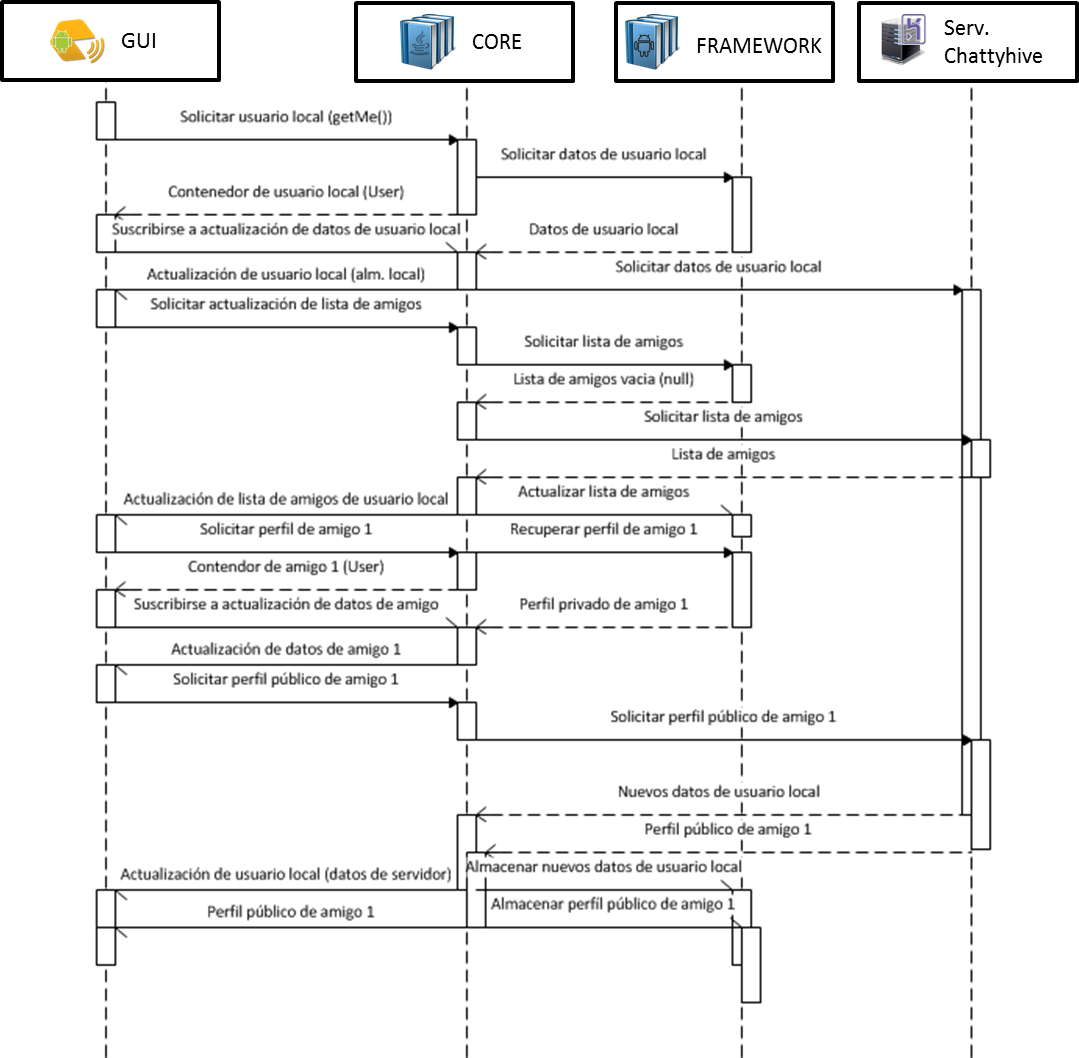 GUI
CORE
FRAMEWORK
Serv.
Chattyhive
Solicitar usuario local (getMe())
Solicitar datos de usuario local
Contenedor de usuario local (User)
Suscribirse a actualización de datos de usuario local
Datos de usuario local
Actualización de usuario local (alm. local)
Solicitar datos de usuario local
Solicitar actualización de lista de amigos
Solicitar lista de amigos
Lista de amigos vacia (null)
Solicitar lista de amigos
Lista de amigos
Actualización de lista de amigos de usuario local
Actualizar lista de amigos
Solicitar perfil de amigo 1
Recuperar perfil de amigo 1
Contendor de amigo 1 (User)
Suscribirse a actualización de datos de amigo
Perfil privado de amigo 1
Actualización de datos de amigo 1
Solicitar perfil público de amigo 1
Solicitar perfil público de amigo 1
Nuevos datos de usuario local
Perfil público de amigo 1
Almacenar nuevos datos de usuario local
Actualización de usuario local (datos de servidor)
Almacenar perfil público de amigo 1
Perfil público de amigo 1